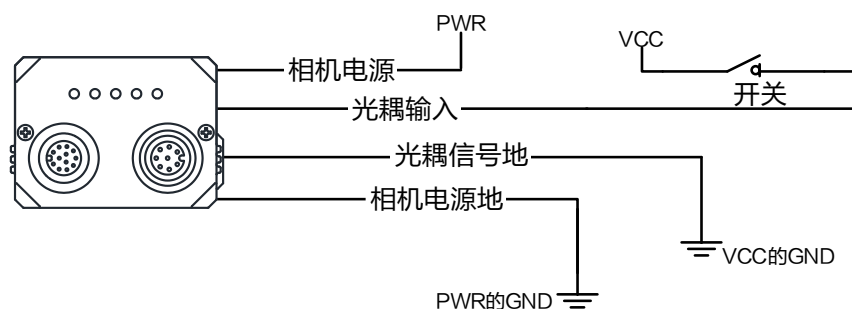 PWR
VCC
相机电源
开关
光耦输入
光耦信号地
相机电源地
VCC的GND
PWR的GND